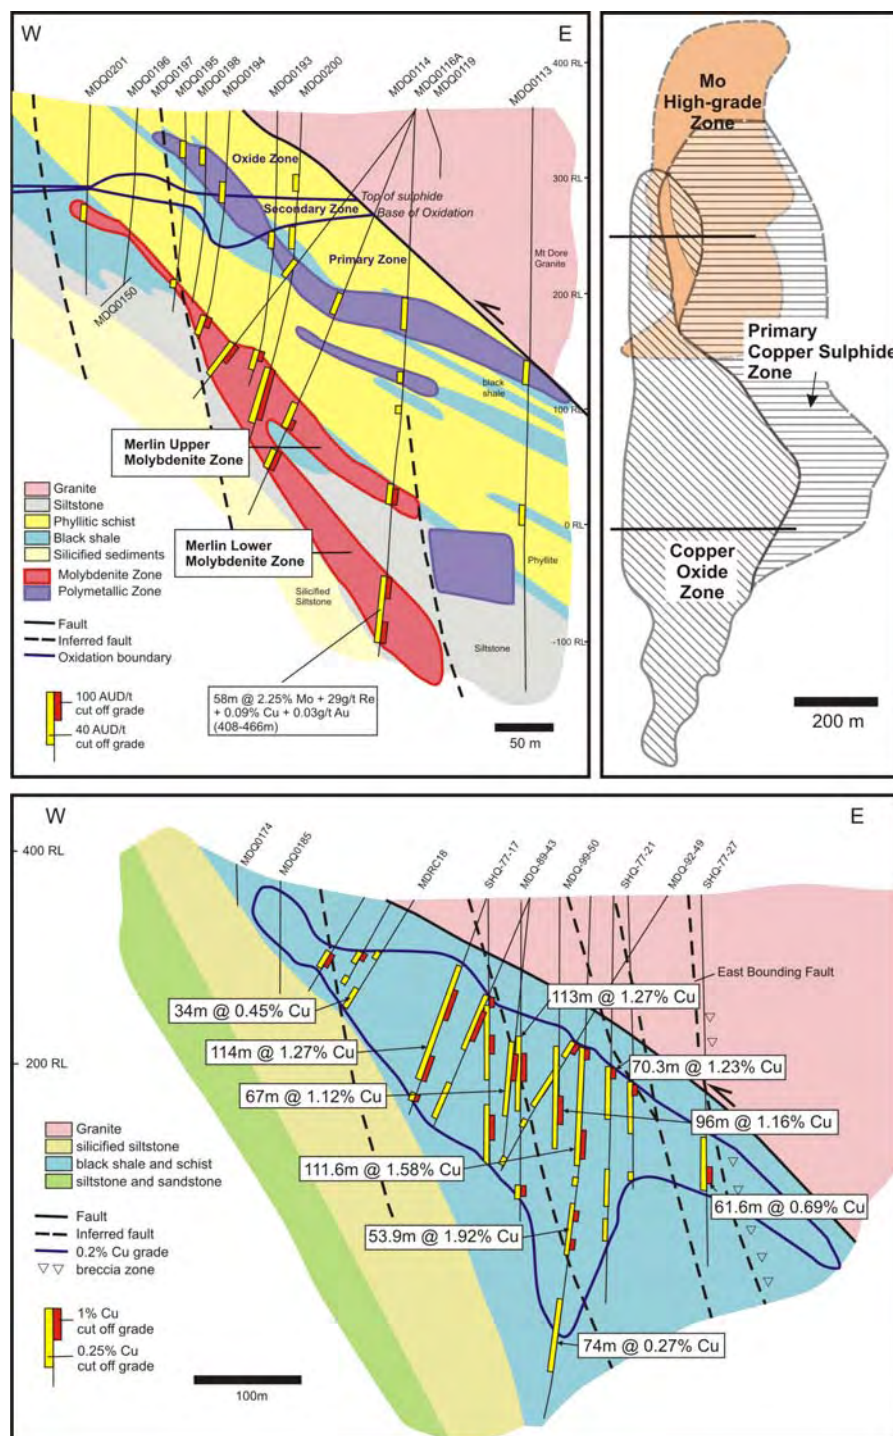 W
E
MDQ0201
MDQ0196
MDQ0197
MDQ0195
MDQ0198
MDQ0194
MDQ0193
MDQ0200
MDQ0114
MDQ0116A
MDQ0119
MDQ0113
400 RL
300 RL
200 RL
100 RL
0 RL
-100 RL
Oxide Zone
Top of sulphide
Secondary Zone
Base of Oxidation
Primary Zone
Mt Dore
Granite
MDQ0150
black
shale
Merlin Upper
Molybdenite Zone
Merlin Lower
Molybdenite Zone
Phyllite
Silicified
Siltstone
Siltstone
Granite
Siltstone
Phyllitic schist
Black shale
Silicified sediments
Molybdenite Zone
Polymetallic Zone
Fault
Inferred fault
Oxidation boundary
100 AUD/t
cut off grade
40 AUD/t
cut off grade
58m @ 2.25% Mo + 29g/t Re
+ 0.09% Cu + 0.03g/t Au
(408-466m)
50 m
Mo
High-grade
Zone
Primary
Copper Sulphide
Zone
Copper
Oxide
Zone
200 m
W
E
400 RL
200 RL
MDQ0174
MDQ0185
MDRC18
SHQ-77-17
MDQ-89-43
MDQ-99-50
SHQ-77-21
MDQ-92-49
SHQ-77-27
East Bounding Fault
34m @ 0.45% Cu
113m @ 1.27% Cu
114m @ 1.27% Cu
70.3m @ 1.23% Cu
67m @ 1.12% Cu
96m @ 1.16% Cu
111.6m @ 1.58% Cu
61.6m @ 0.69% Cu
53.9m @ 1.92% Cu
74m @ 0.27% Cu
Granite
silicified siltstone
black shale and schist
siltstone and sandstone
Fault
Inferred fault
0.2% Cu grade
breccia zone
1% Cu
cut off grade
0.25% Cu
cut off grade
100m